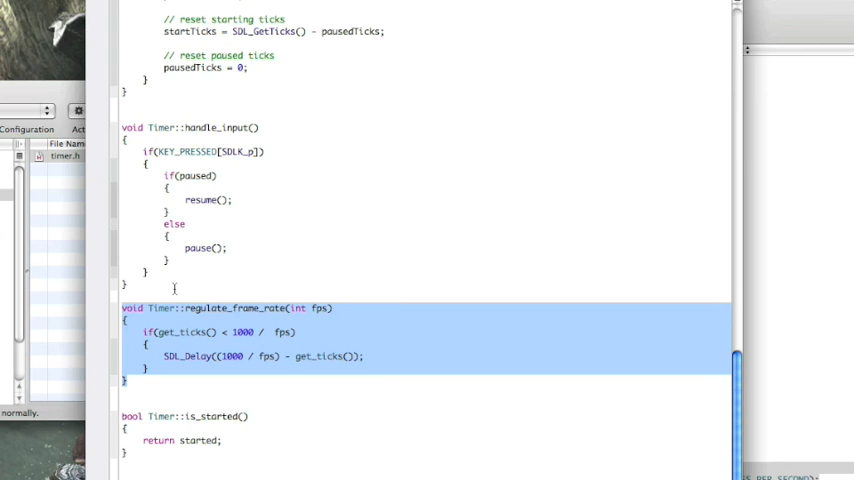 // reset starting ticks
startTicks = SDL_GetTicks() - pausedTicks;
// reset paused ticks
pausedTicks = 0;
}
}
void Timer::handle_input()
{
if(KEY_PRESSED[SDLK_p])
{
if(paused)
{
resume();
}
else
{
pause();
}
}
}
void Timer::regulate_frame_rate(int fps)
{
if(get_ticks() < 1000 /  fps)
{
SDL_Delay((1000 / fps) - get_ticks());
}
}
bool Timer::is_started()
{
return started;
}
Configuration
Act
File Name
timer.h
normally.
S_PER_SECOND);